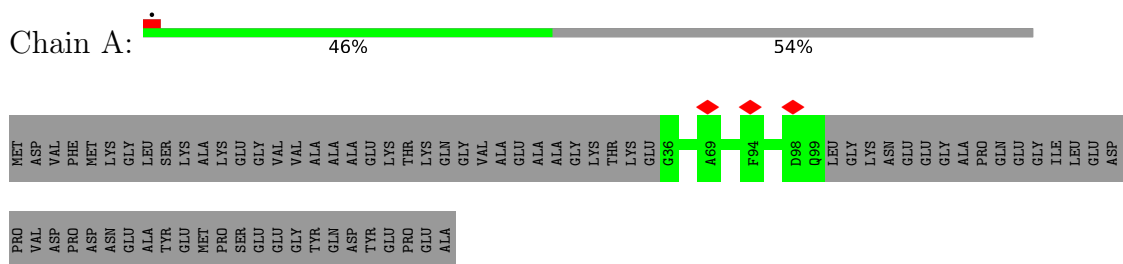 Chain A:
•
46% 54%
MET ASP VAL PHE MET LYS GLY LEU SER LYS ALA LYS GLU GLY VAL VAL ALA ALA ALA GLU LYS THR LYS GLN GLY VAL ALA GLU ALA ALA GLY LYS THR LYS GLU G36 A69 F94 D98 Q99 LEU GLY LYS ASN GLU GLU GLY ALA PRO GLN GLU GLY ILE LEU GLU ASP
PRO VAL ASP PRO ASP ASN GLU ALA TYR GLU MET PRO SER GLU GLU GLY TYR GLN ASP TYR GLU PRO GLU ALA